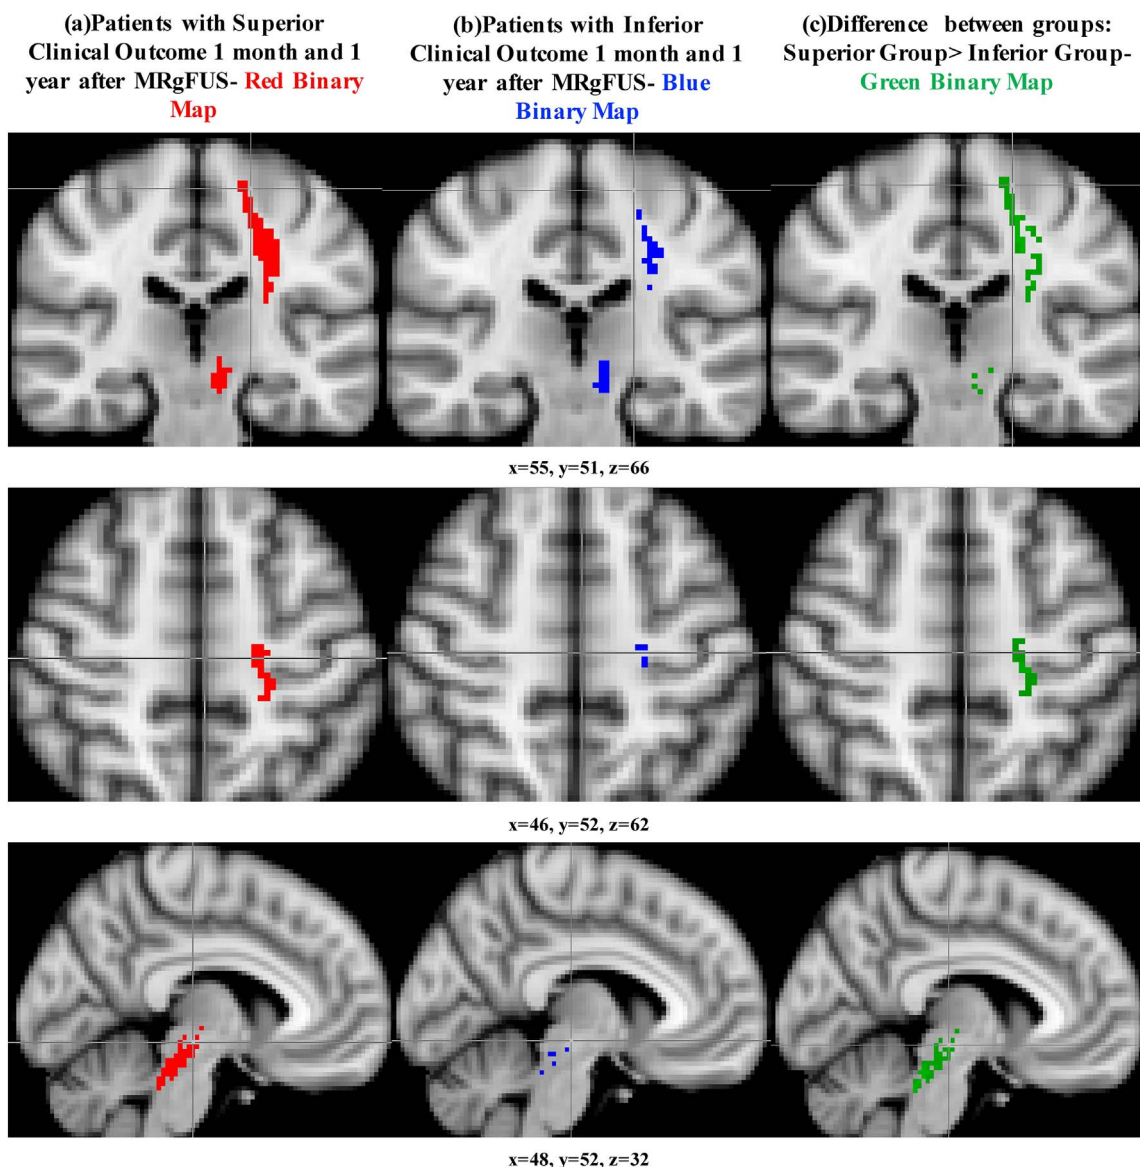 (a)Patients with Superior
Clinical Outcome 1 month and 1
year after MRgFUS- Red Binary
Map
(b)Patients with Inferior
Clinical Outcome 1 month and 1
year after MRgFUS- Blue
Binary Map
(c)Difference between groups:
Superior Group> Inferior Group-
Green Binary Map
x=55, y=51, z=66
x=46, y=52, z=62
x=48, y=52, z=32